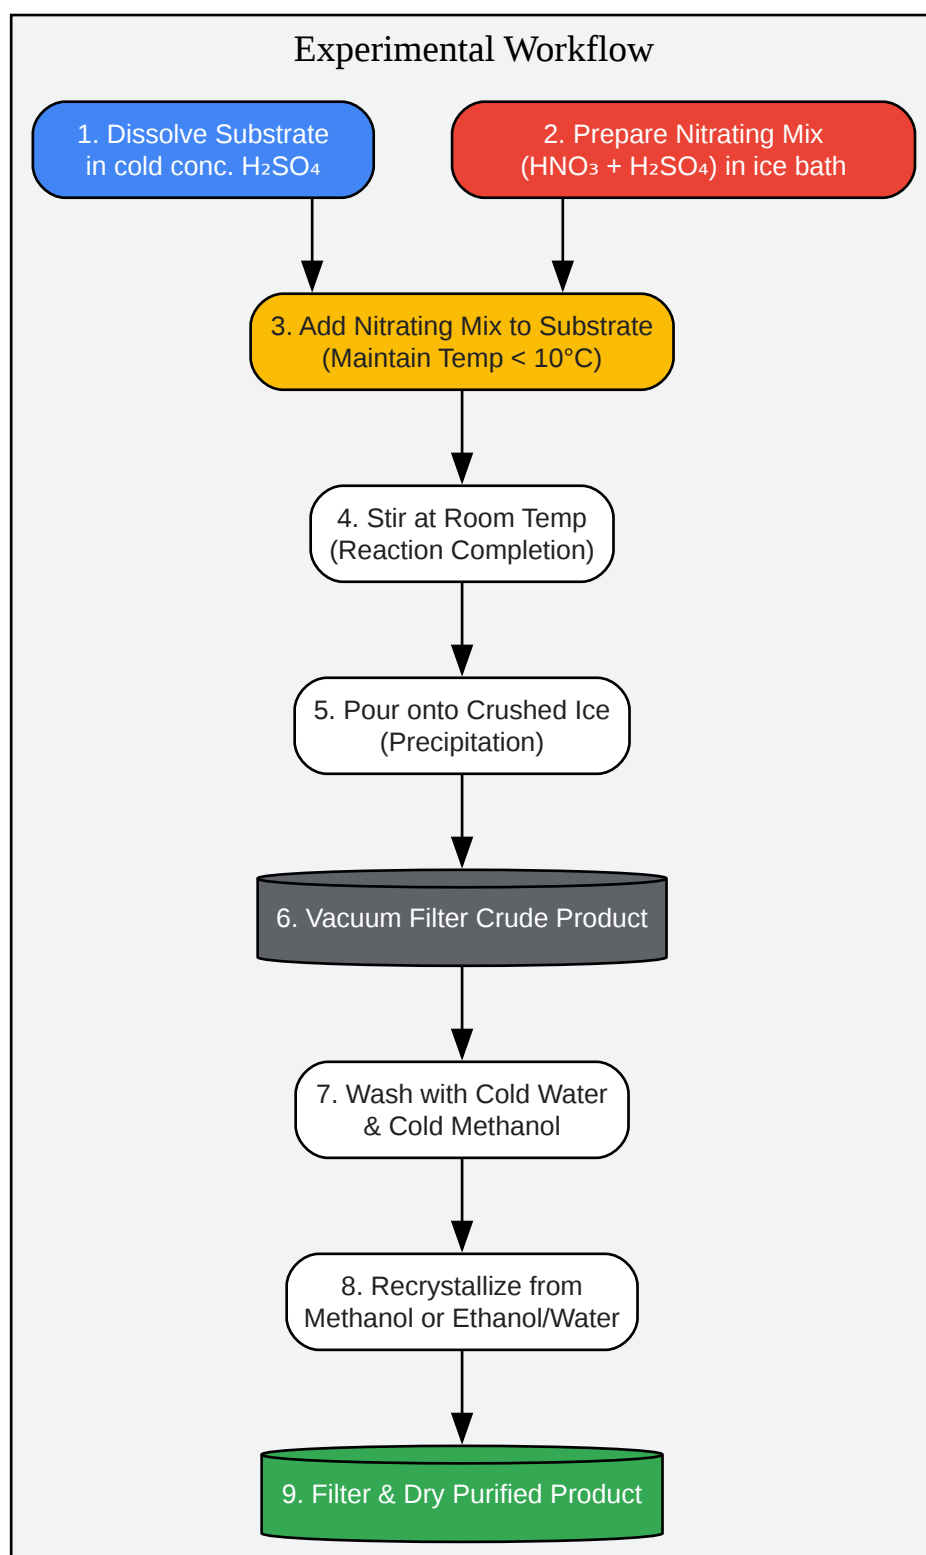 Experimental Workflow
1. Dissolve Substrate
in cold conc. H₂SO₄
2. Prepare Nitrating Mix
(HNO₃ + H₂SO₄) in ice bath
3. Add Nitrating Mix to Substrate
(Maintain Temp < 10°C)
4. Stir at Room Temp
(Reaction Completion)
5. Pour onto Crushed Ice
(Precipitation)
6. Vacuum Filter Crude Product
7. Wash with Cold Water
& Cold Methanol
8. Recrystallize from
Methanol or Ethanol/Water
9. Filter & Dry Purified Product